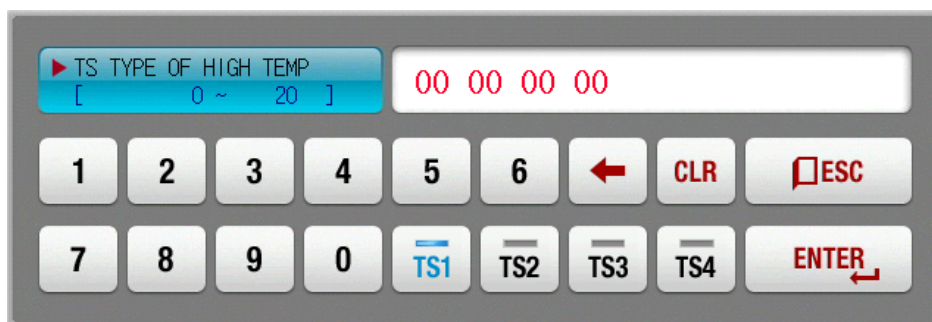 TS TYPE OF HIGH TEMP
[ 0 ~ 20 ]
00 00 00 00
1 2 3 4 5 6 CLR ESC
7 8 9 0 TS1 TS2 TS3 TS4 ENTER